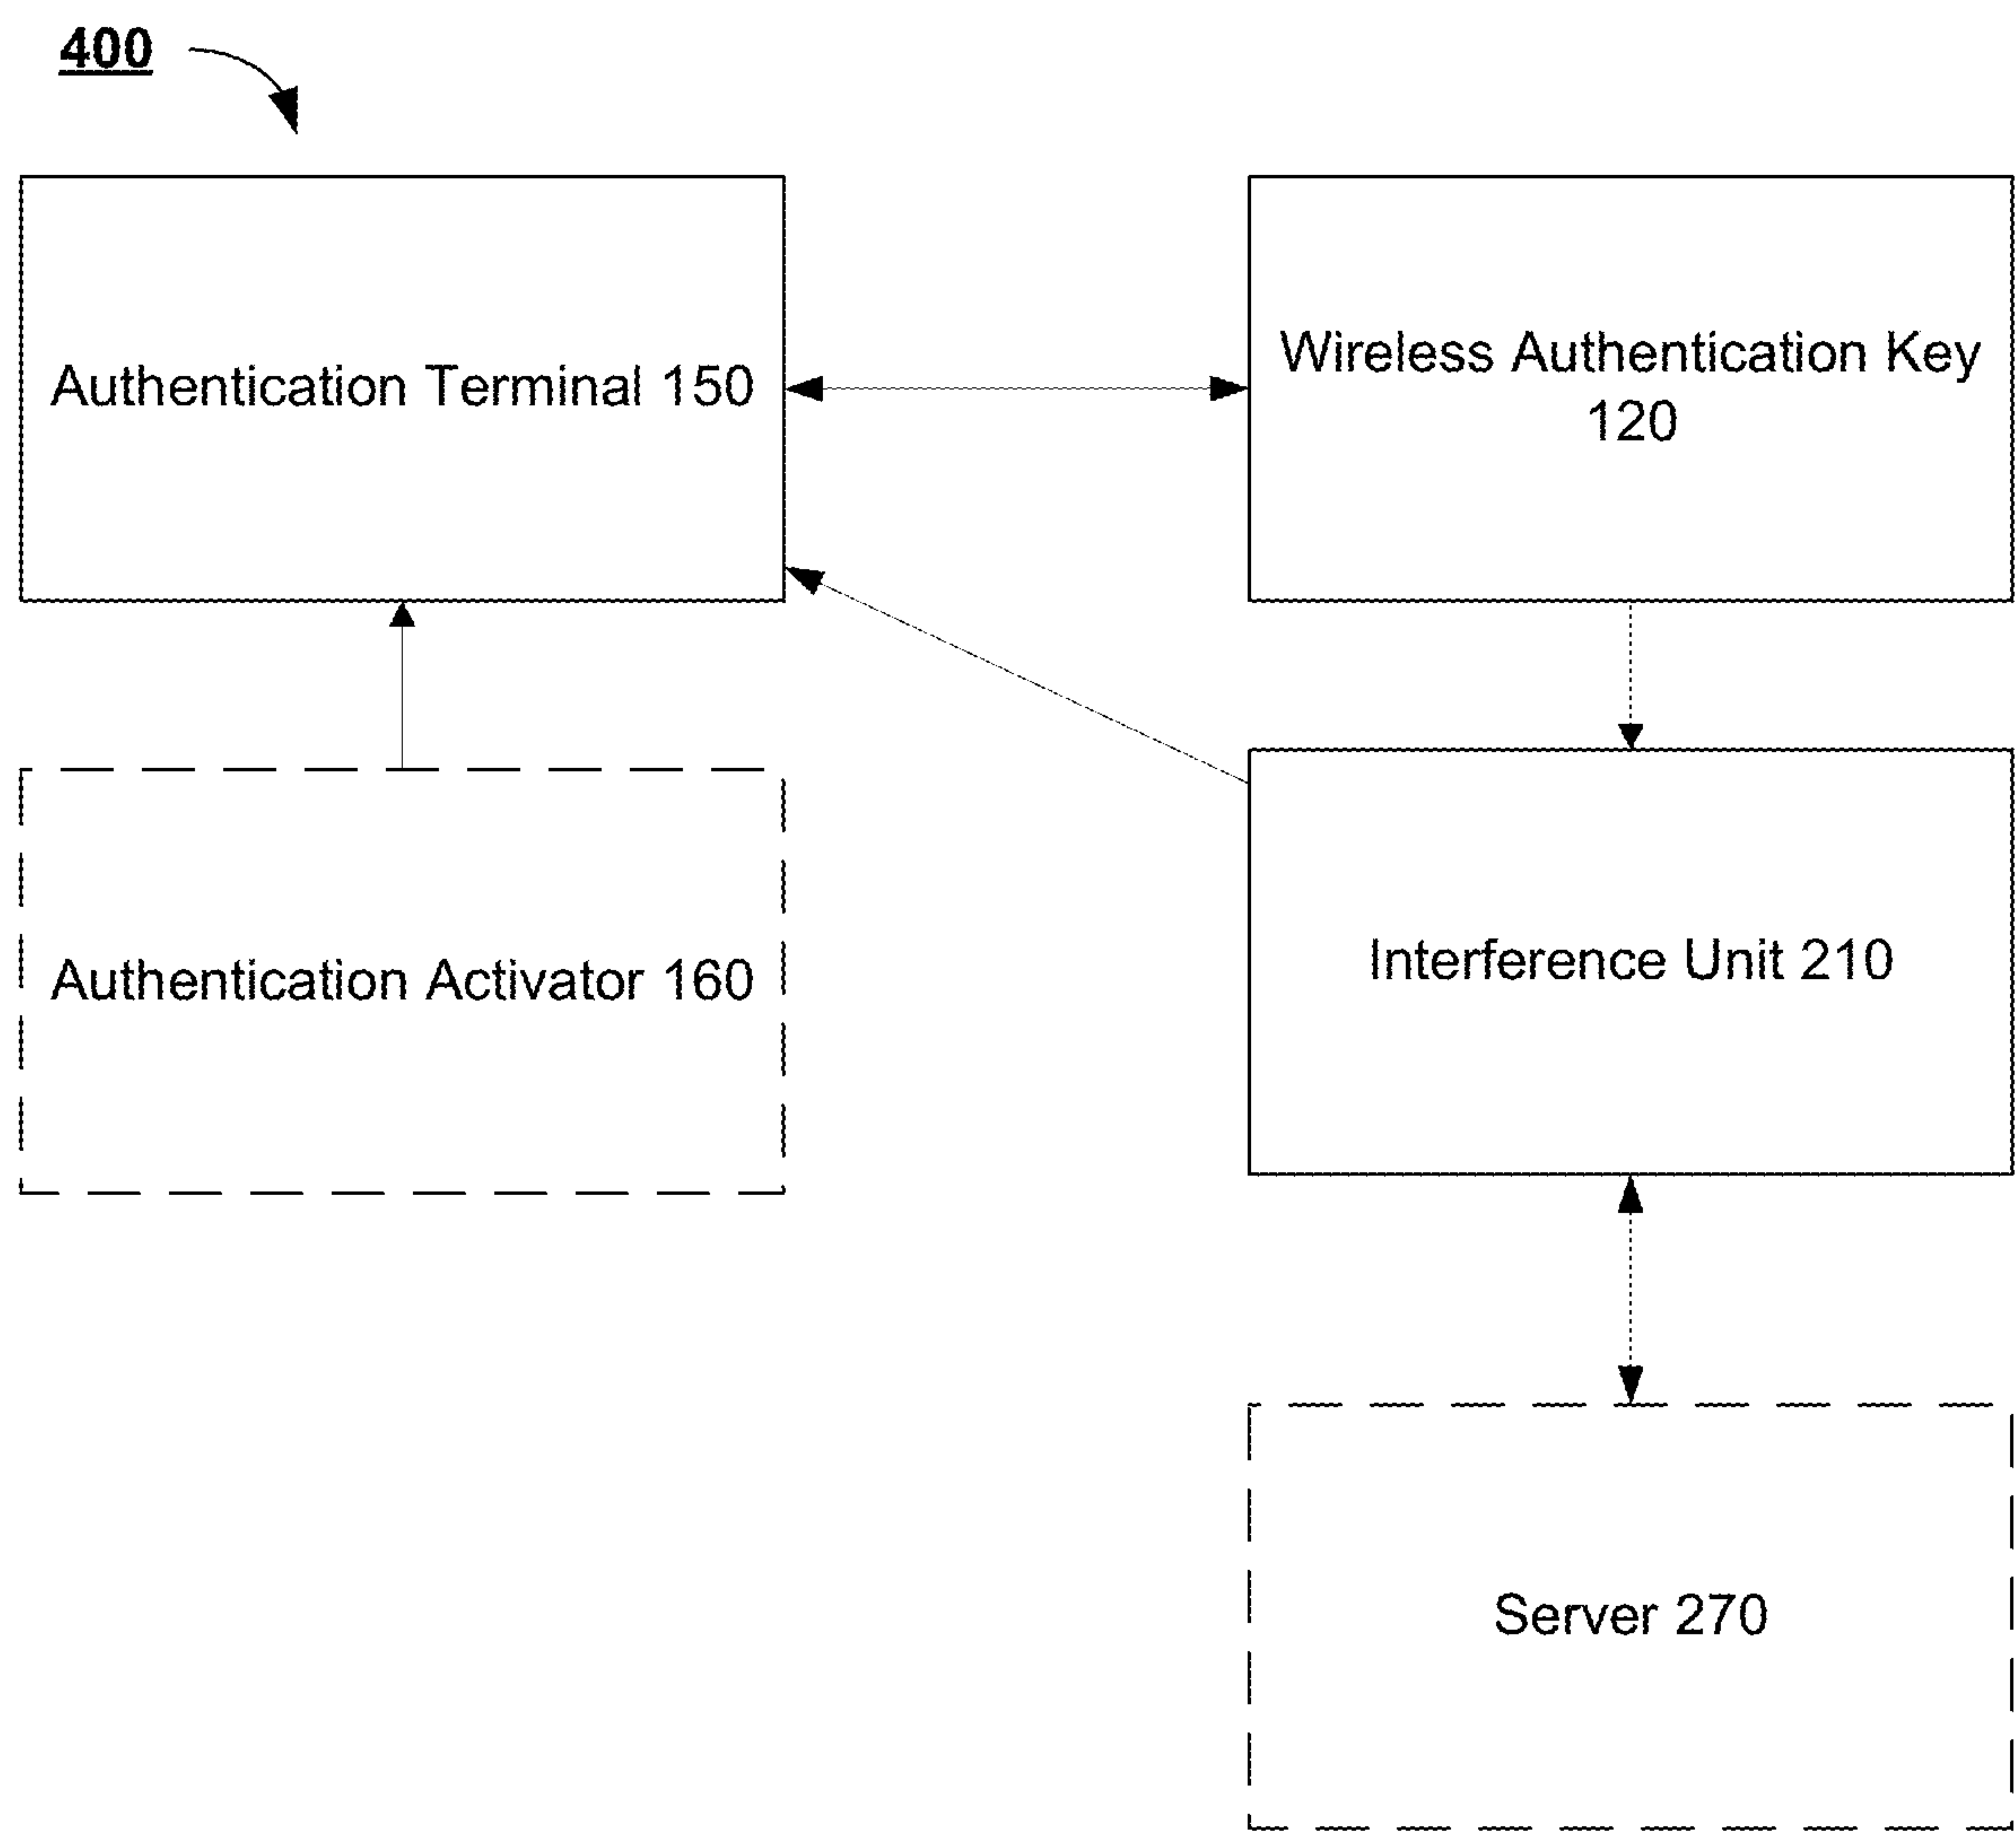 400
Authentication Terminal 150
Wireless Authentication Key
120
Authentication Activator 160
Interference Unit 210
Server 270